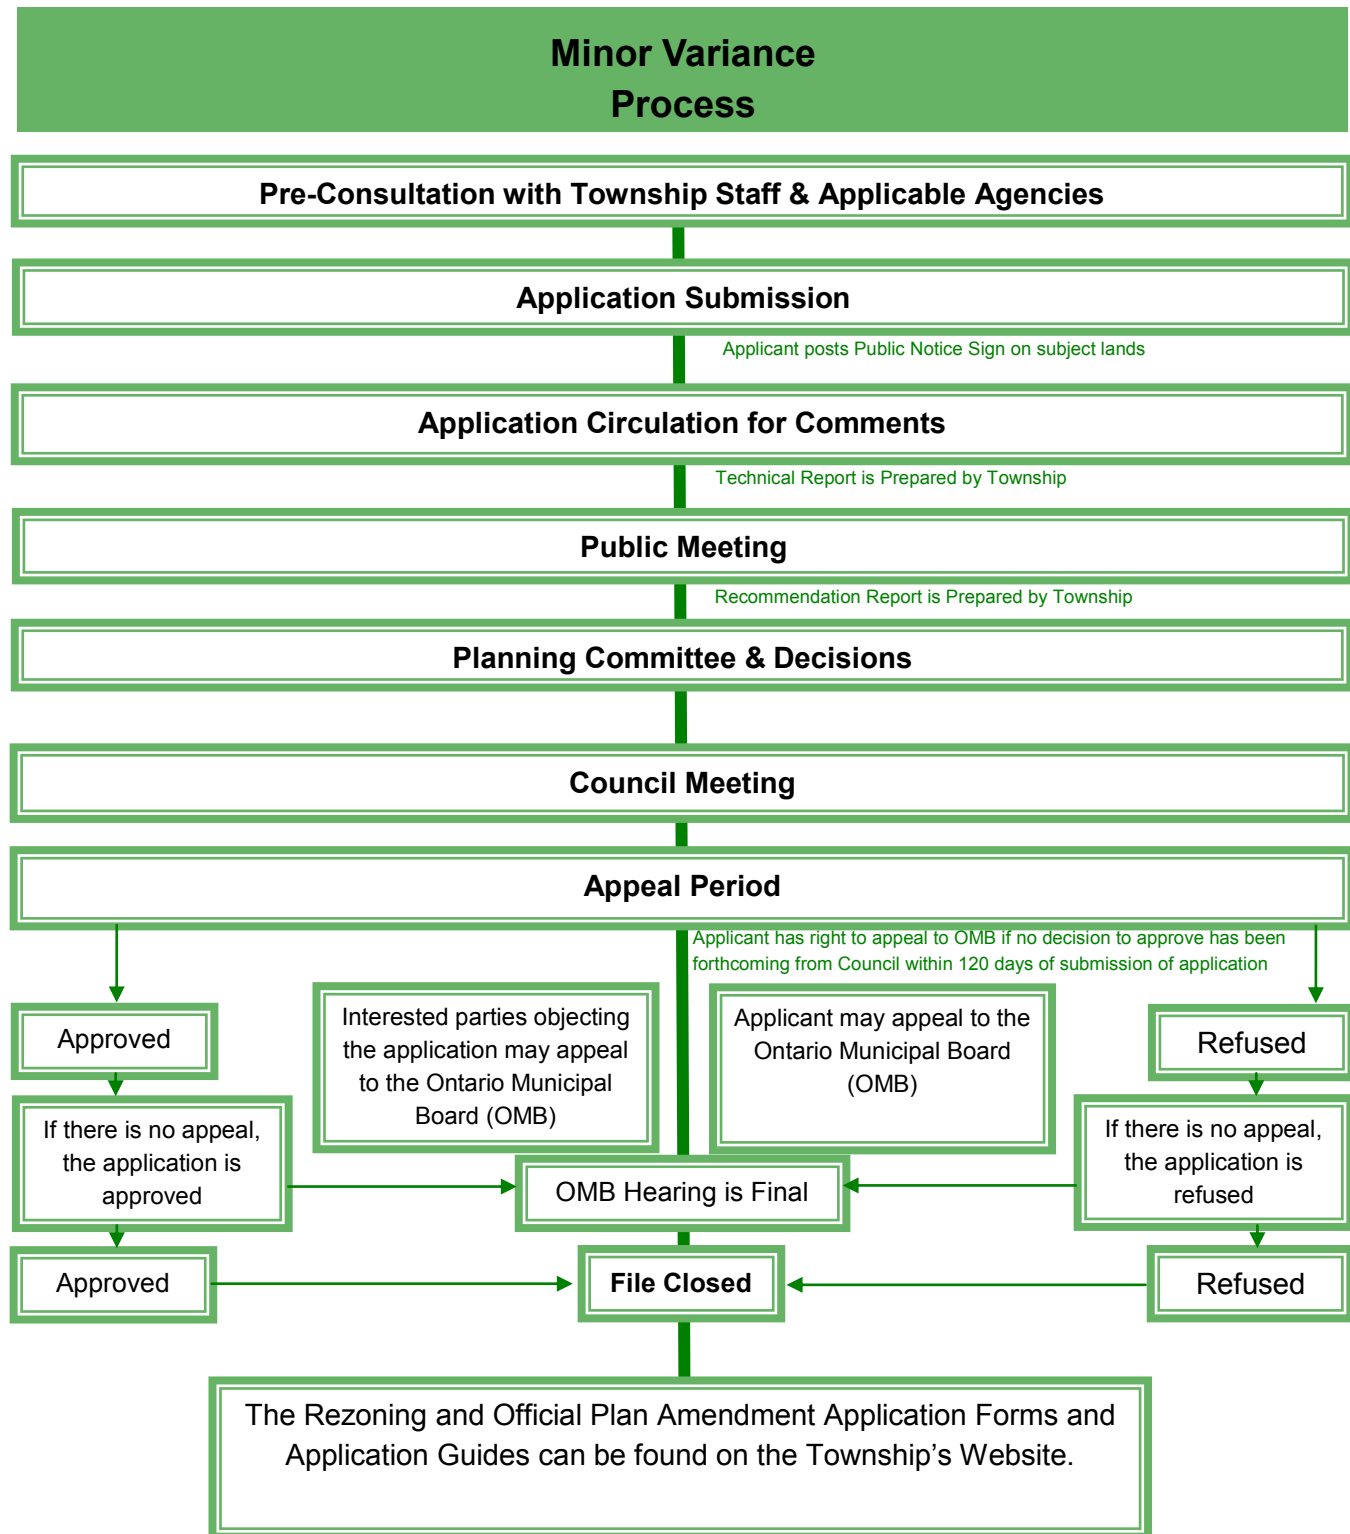 Minor Variance
Process
Pre-Consultation with Township Staff & Applicable Agencies
Application Submission
Applicant posts Public Notice Sign on subject lands
Application Circulation for Comments
Technical Report is Prepared by Township
Public Meeting
Recommendation Report is Prepared by Township
Planning Committee & Decisions
Council Meeting
Appeal Period
Applicant has right to appeal to OMB if no decision to approve has been
forthcoming from Council within 120 days of submission of application
Approved
Interested parties objecting
the application may appeal
to the Ontario Municipal
Board (OMB)
Applicant may appeal to the
Ontario Municipal Board
(OMB)
Refused
If there is no appeal,
the application is
approved
OMB Hearing is Final
If there is no appeal,
the application is
refused
Approved
File Closed
Refused
The Rezoning and Official Plan Amendment Application Forms and
Application Guides can be found on the Township’s Website.